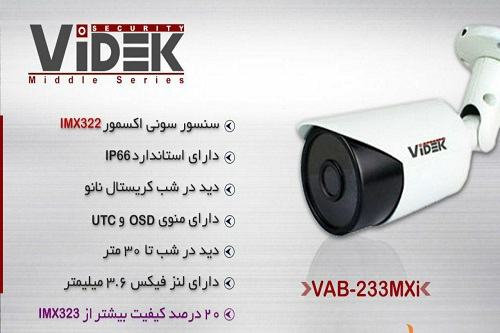 SECURITY
VIDEK
Middle Series
سنسور سونی اکسمور IMX322
دارای استاندارد IP66
دید در شب کریستال نانو
دارای منوی OSD و UTC
دید در شب تا ۳۰ متر
دارای لنز فیکس ۳.۶ میلیمتر
۲۰ درصد کیفیت بیشتر از IMX323
VIDEK
VAB-233MXi